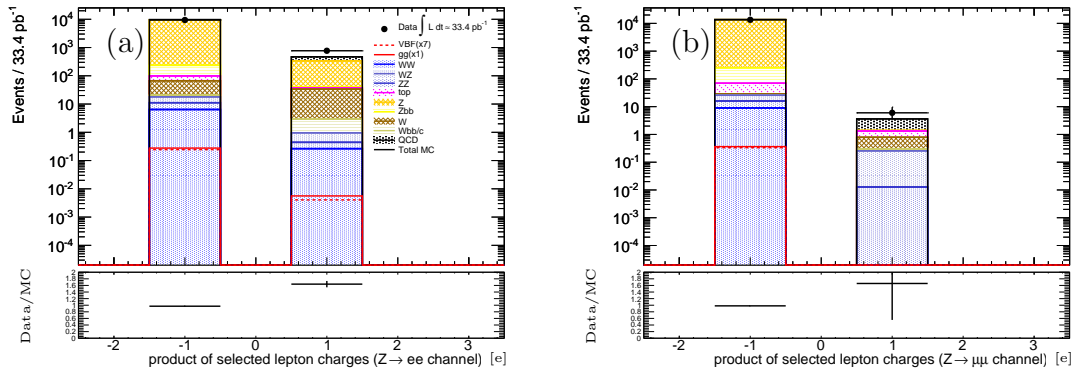 Events / 33.4 pb⁻¹
10⁴
10³
10²
10
1
10⁻¹
10⁻²
10⁻³
10⁻⁴
(a)
Data ∫ L dt = 33.4 pb⁻¹
VBF(x7)
gg(x1)
WW
WZ
ZZ
top
Z
Zbb
W
Wbb/c
QCD
Total MC
Data/MC
2
1.8
1.6
1.4
1.2
1
0.8
0.6
0.4
0.2
0
-2 -1 0 1 2 3
product of selected lepton charges (Z→ ee channel) [e]
Events / 33.4 pb⁻¹
10⁴
10³
10²
10
1
10⁻¹
10⁻²
10⁻³
10⁻⁴
(b)
Data/MC
2
1.8
1.6
1.4
1.2
1
0.8
0.6
0.4
0.2
0
-2 -1 0 1 2 3
product of selected lepton charges (Z→ μμ channel) [e]